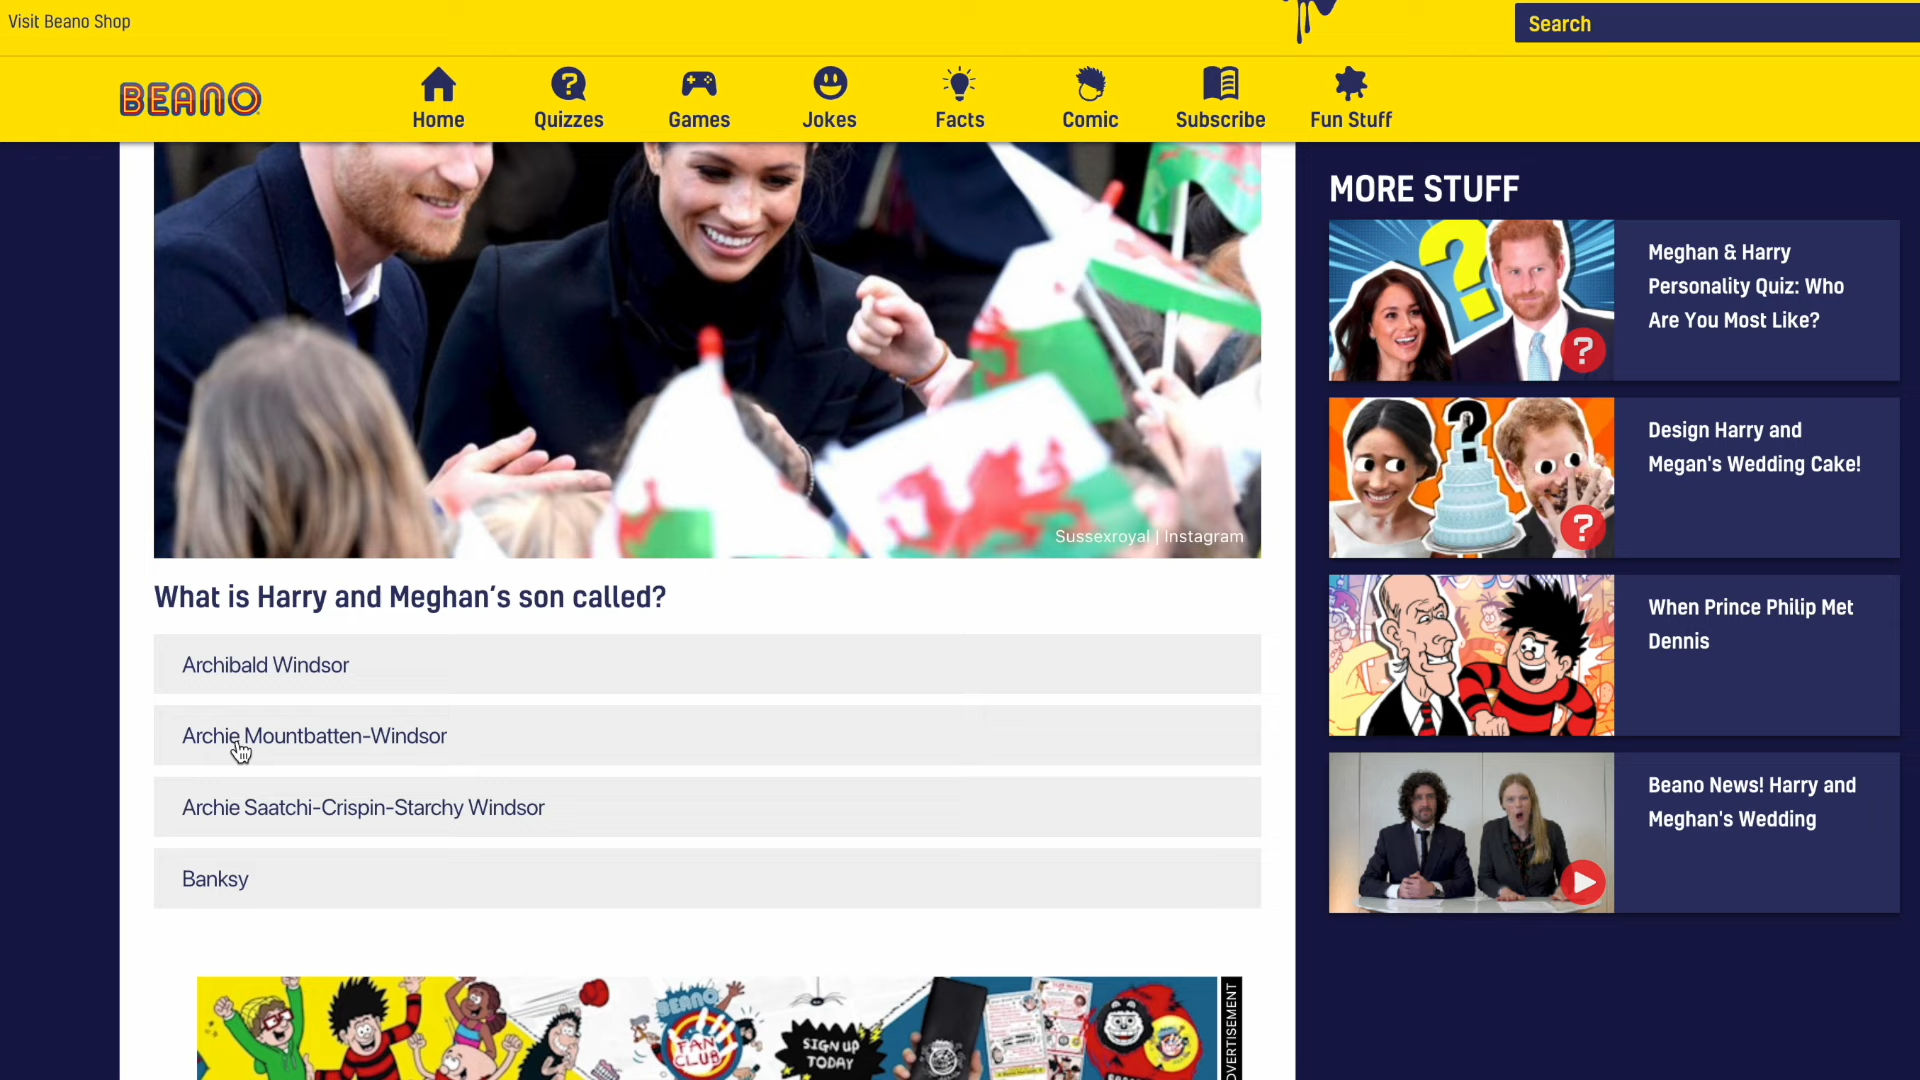 Visit Beano Shop
Search
BEANO
Home
Quizzes
Games
Jokes
Facts
Comic
Subscribe
Fun Stuff
Sussexroyal | Instagram
What is Harry and Meghan's son called?
Archibald Windsor
Archie Mountbatten-Windsor
Archie Saatchi-Crispin-Starchy Windsor
Banksy
MORE STUFF
Meghan & Harry
Personality Quiz: Who
Are You Most Like?
Design Harry and
Megan's Wedding Cake!
When Prince Philip Met
Dennis
Beano News! Harry and
Meghan's Wedding
BEANO
FAN
CLUB
SIGN UP
TODAY